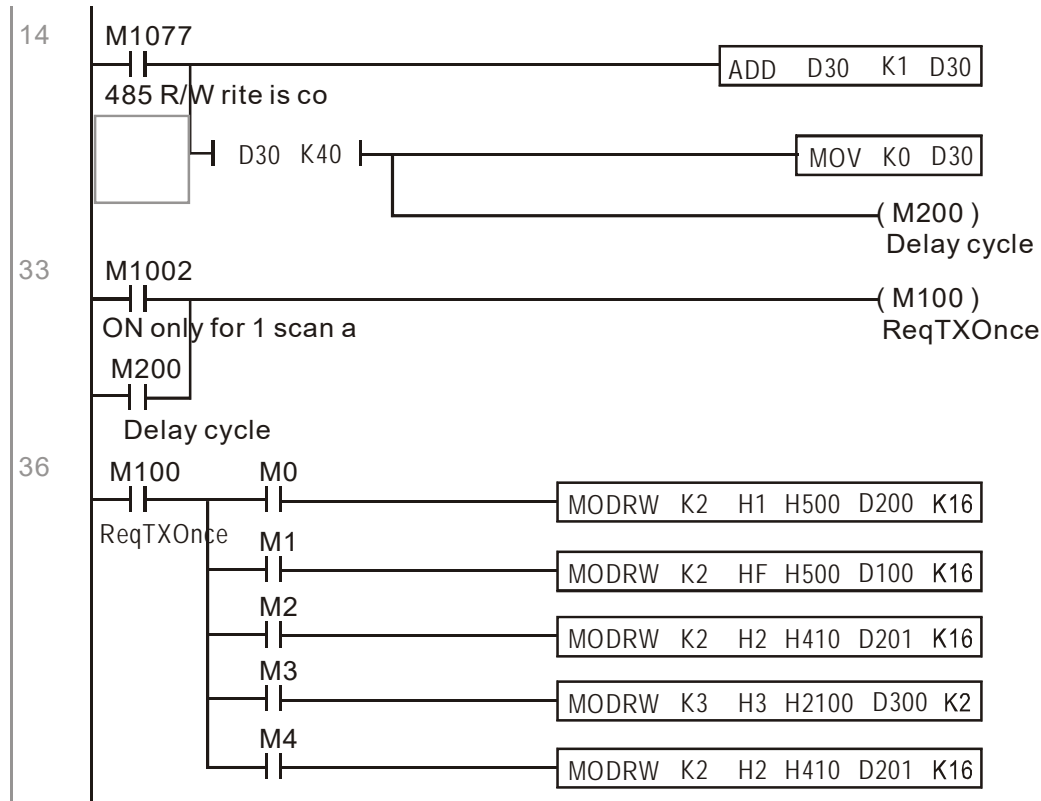 14
M1077
ADD D30 K1 D30
485 R/W rite is co
D30 K40
MOV K0 D30
( M200 )
Delay cycle
33
M1002
( M100 )
ON only for 1 scan a
ReqTXOnce
M200
Delay cycle
36
M100 M0
MODRW K2 H1 H500 D200 K16
ReqTXOnce
M1
MODRW K2 HF H500 D100 K16
M2
MODRW K2 H2 H410 D201 K16
M3
MODRW K3 H3 H2100 D300 K2
M4
MODRW K2 H2 H410 D201 K16